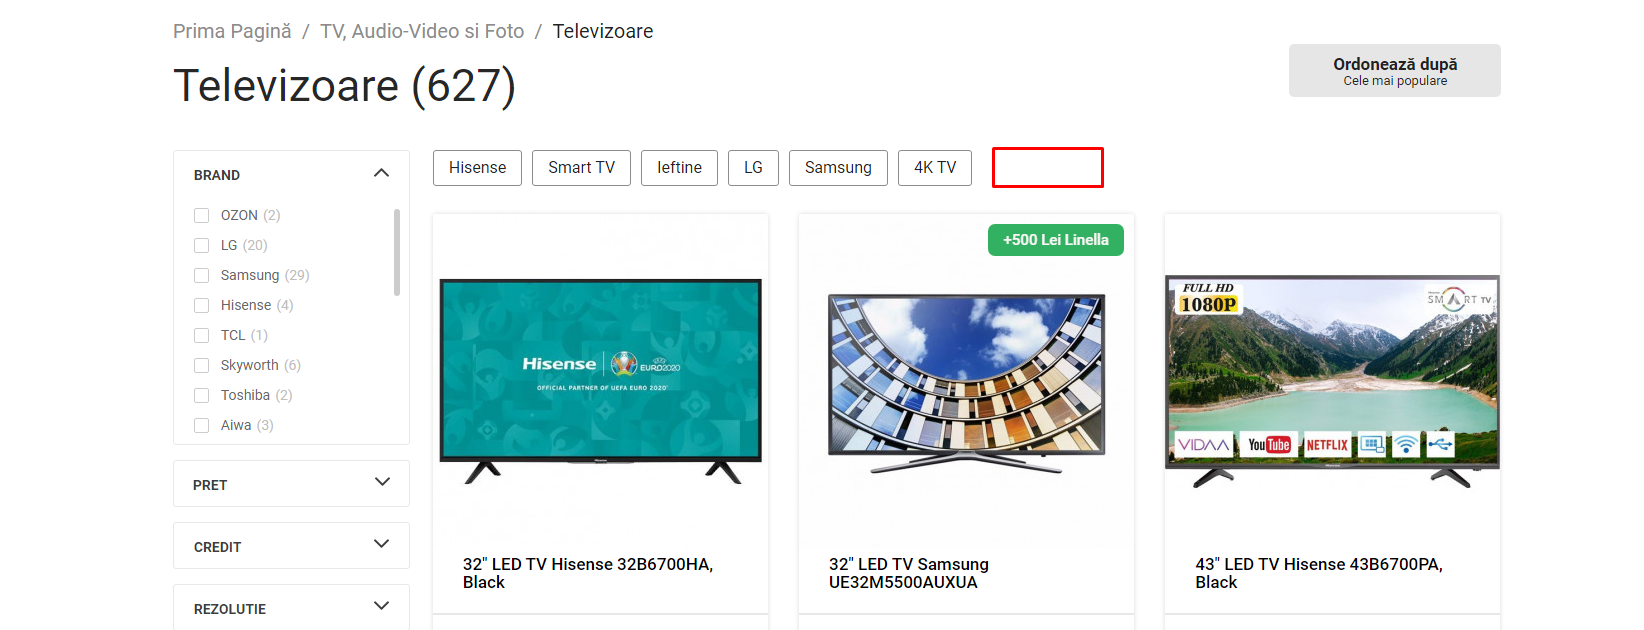 Prima Pagină / TV, Audio-Video si Foto / Televizoare
Televizoare (627)
Ordonează după
Cele mai populare
BRAND
OZON (2)
LG (20)
Samsung (29)
Hisense (4)
TCL (1)
Skyworth (6)
Toshiba (2)
Aiwa (3)
PRET
CREDIT
REZOLUTIE
Hisense Smart TV Ieftine LG Samsung 4K TV
Hisense EURO2020
OFFICIAL PARTNER OF UEFA EURO 2020
32" LED TV Hisense 32B6700HA,
Black
+500 Lei Linella
32" LED TV Samsung
UE32M5500AUXUA
FULL HD
1080P
SMART TV
VIDAA YouTube NETFLIX
43" LED TV Hisense 43B6700PA,
Black